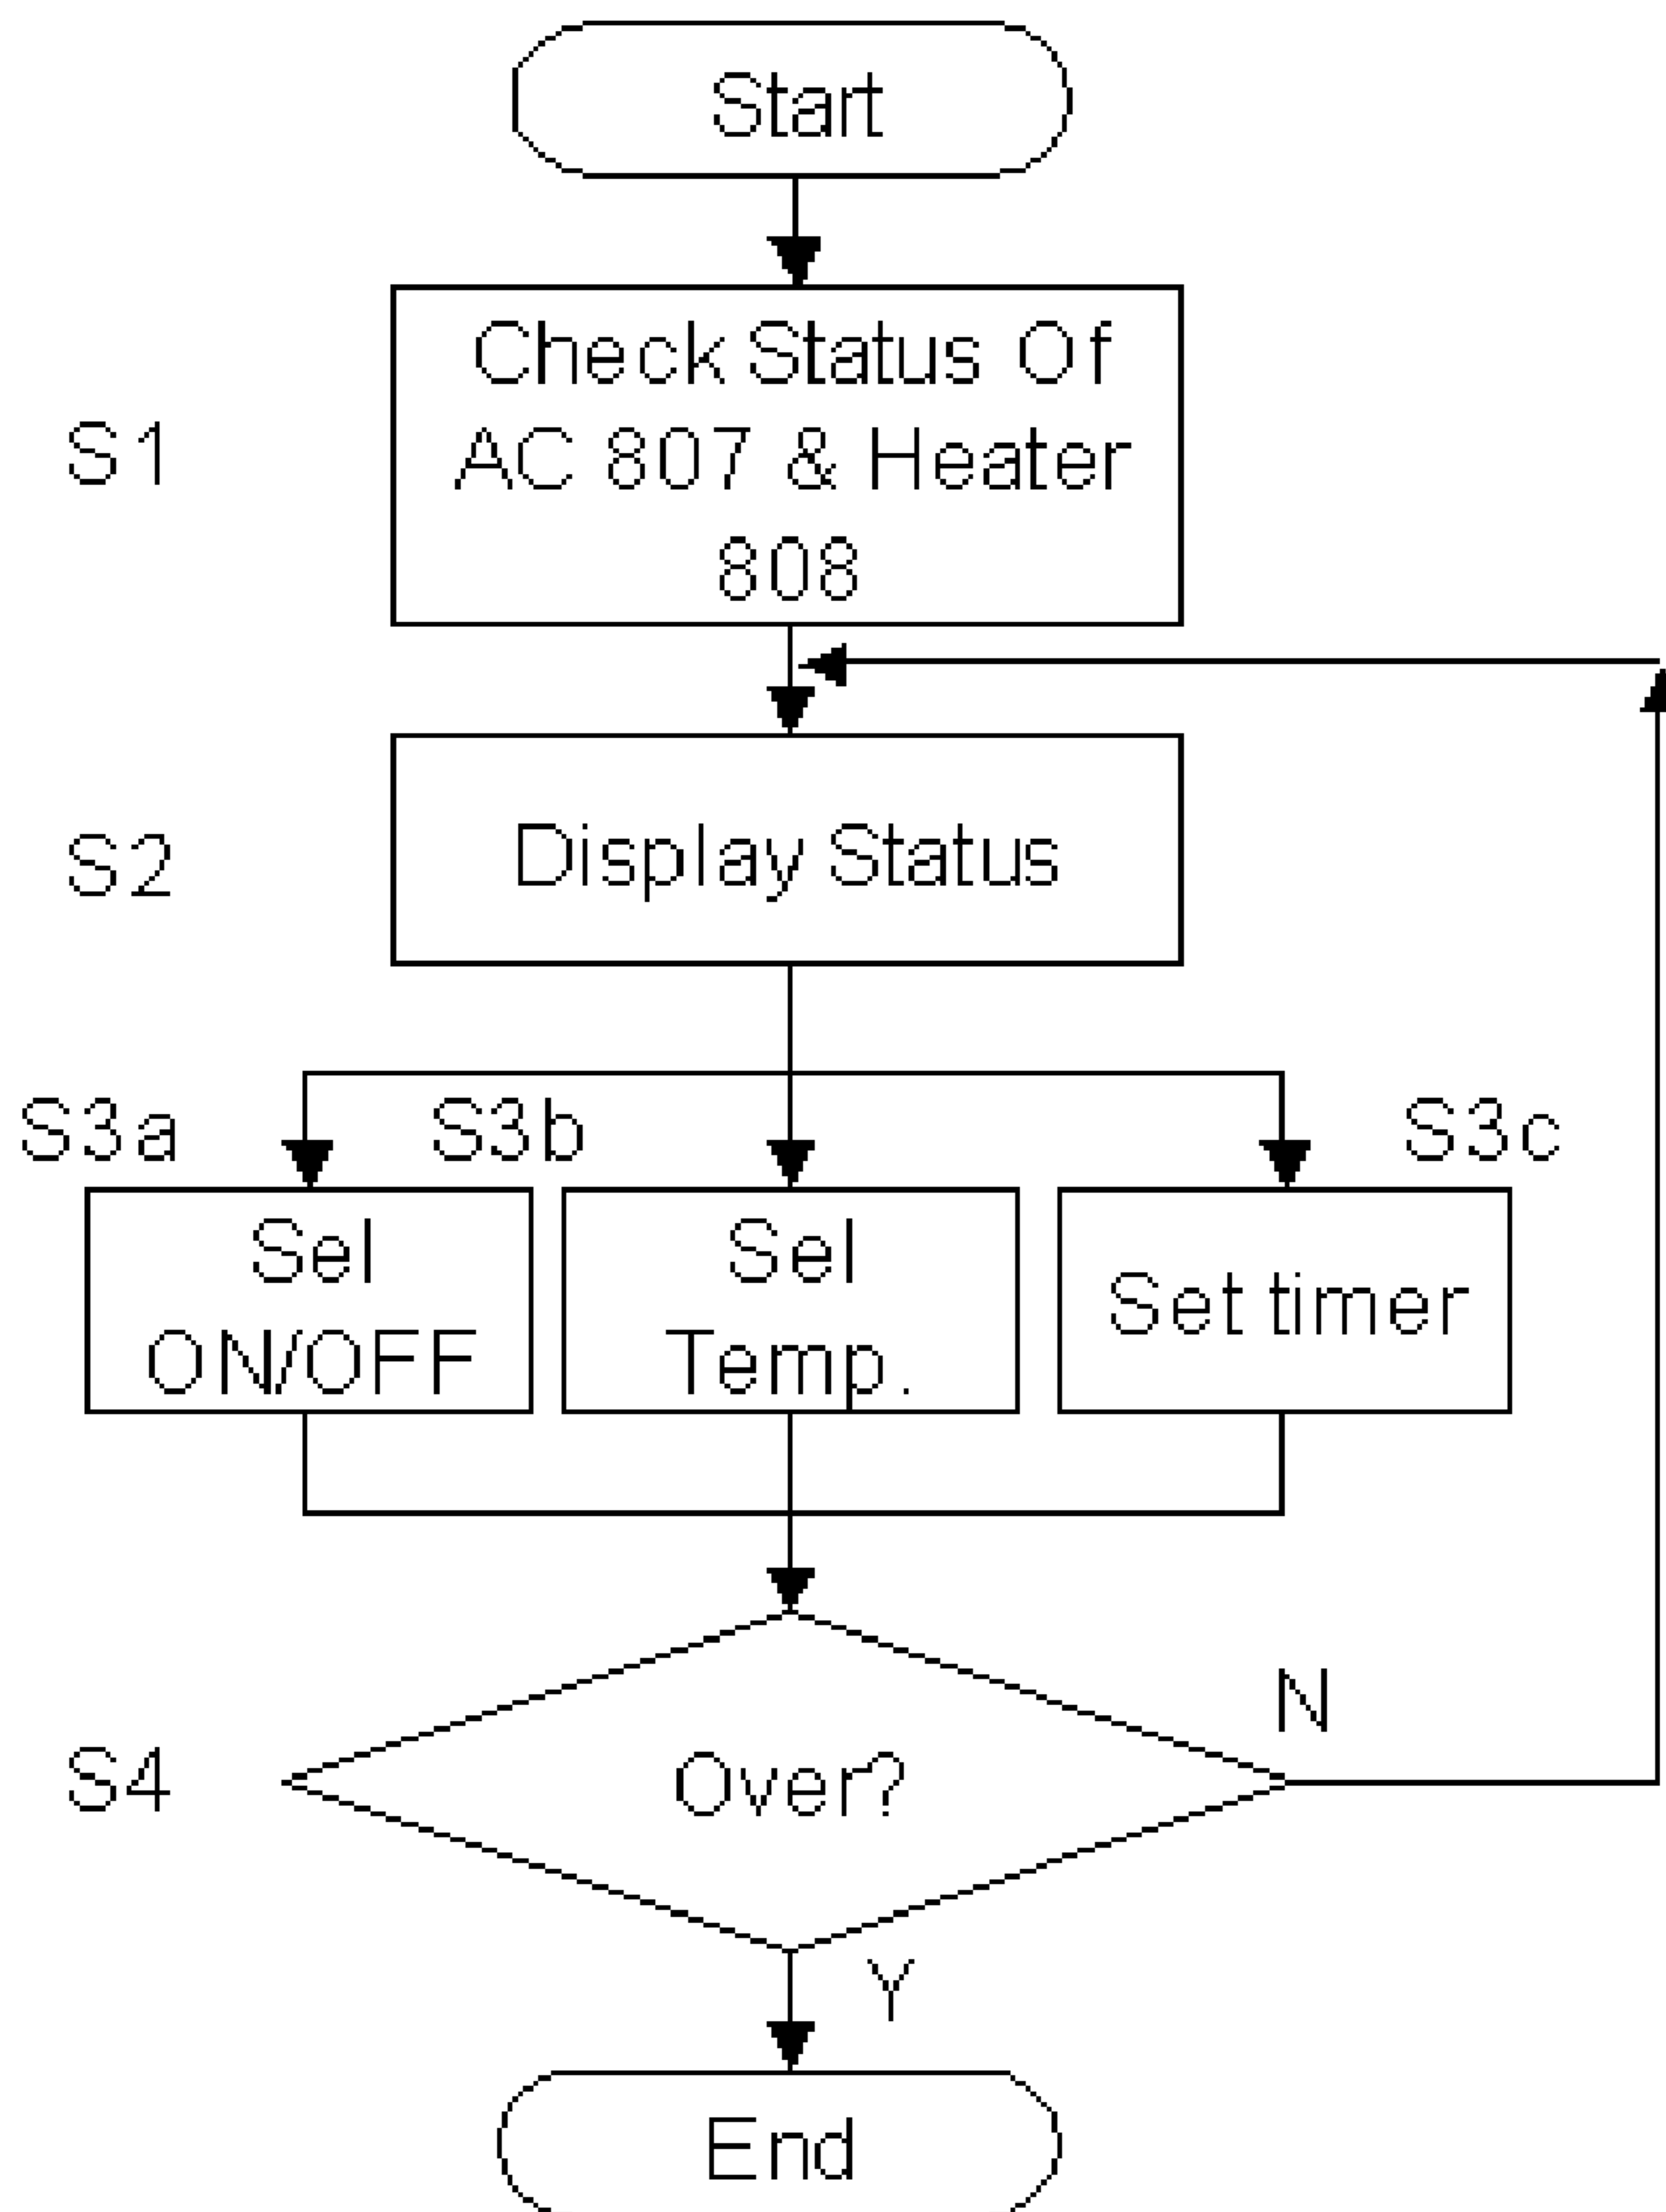 Start
S1
Check Status Of
AC 807 & Heater
808
S2
Display Status
S3a
S3b
S3c
Sel
ON/OFF
Sel
Temp.
Set timer
S4
Over?
N
Y
End